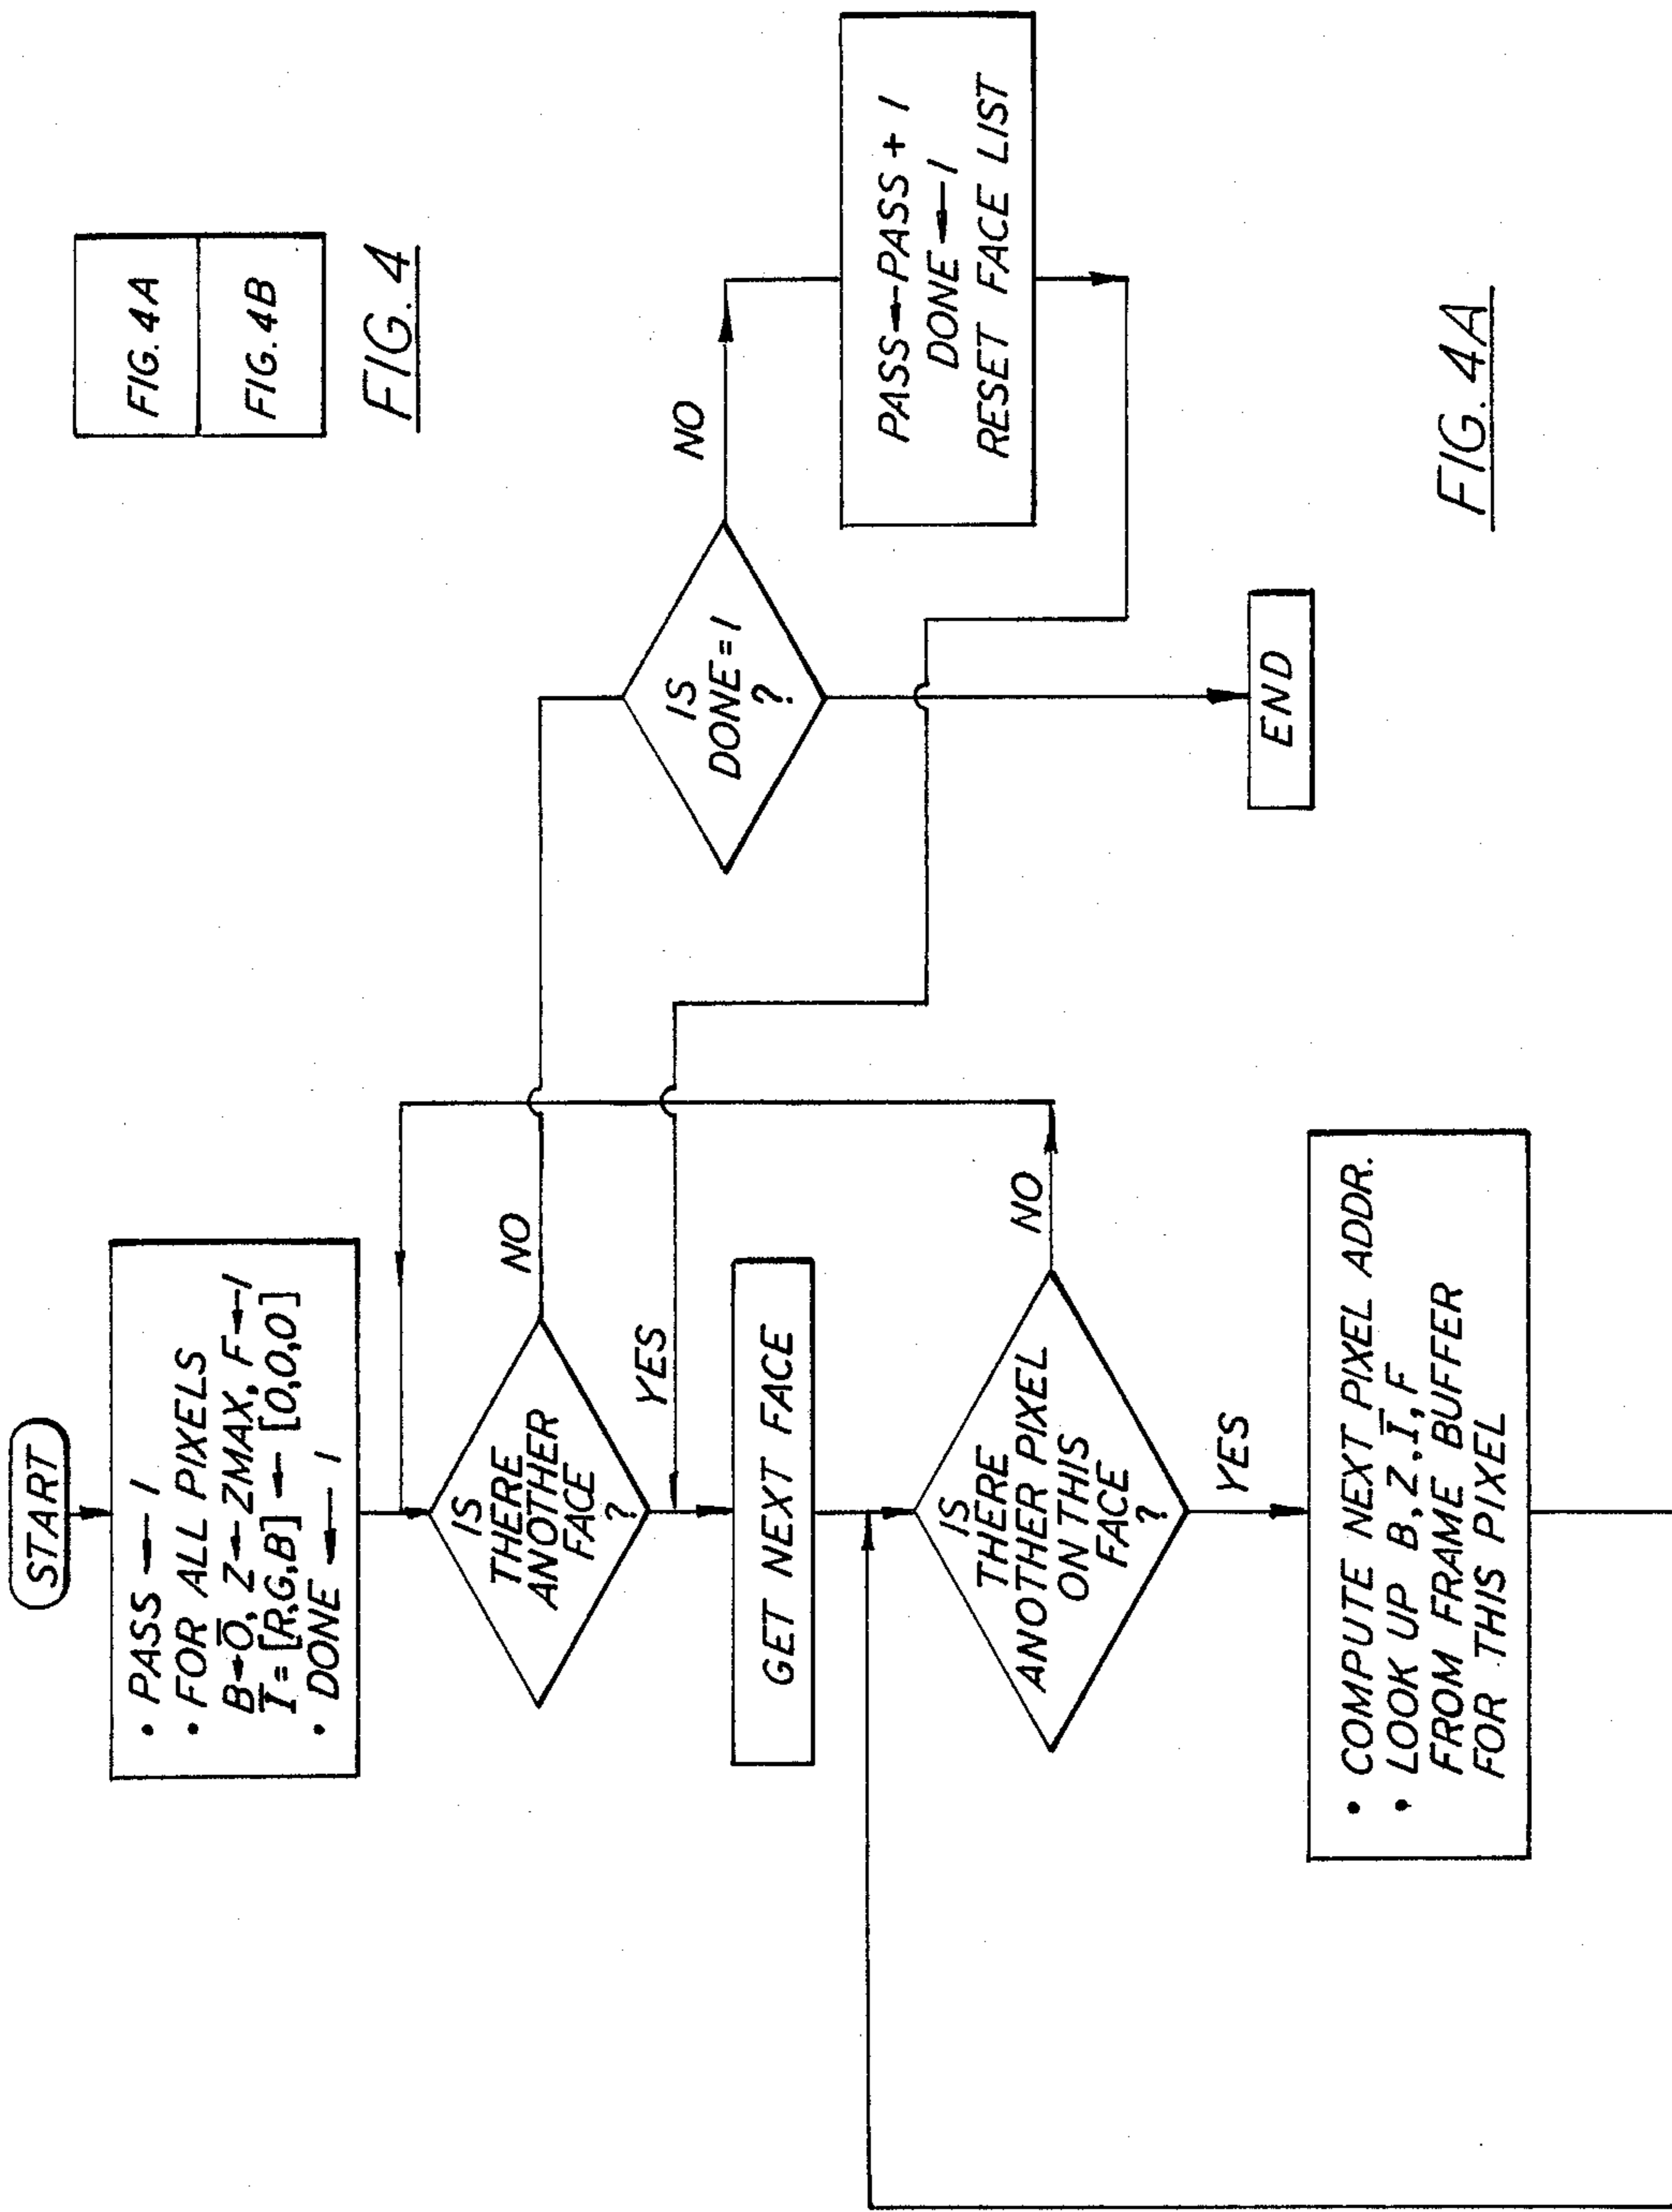 FIG. 4A
FIG. 4B
FIG. 4
START
• PASS ← 1
• FOR ALL PIXELS
B←O̅, Z←ZMAX, F←1
I̅ = [R,G,B] ← [0,0,0]
• DONE ← 1
IS
THERE
ANOTHER
FACE
?
NO
YES
GET NEXT FACE
IS
THERE
ANOTHER PIXEL
ON THIS
FACE
?
NO
YES
• COMPUTE NEXT PIXEL ADDR.
• LOOK UP B, Z, I̅, F
FROM FRAME BUFFER
FOR THIS PIXEL
IS
DONE = 1
?
NO
PASS←PASS + 1
DONE ← 1
RESET FACE LIST
END
FIG. 4A